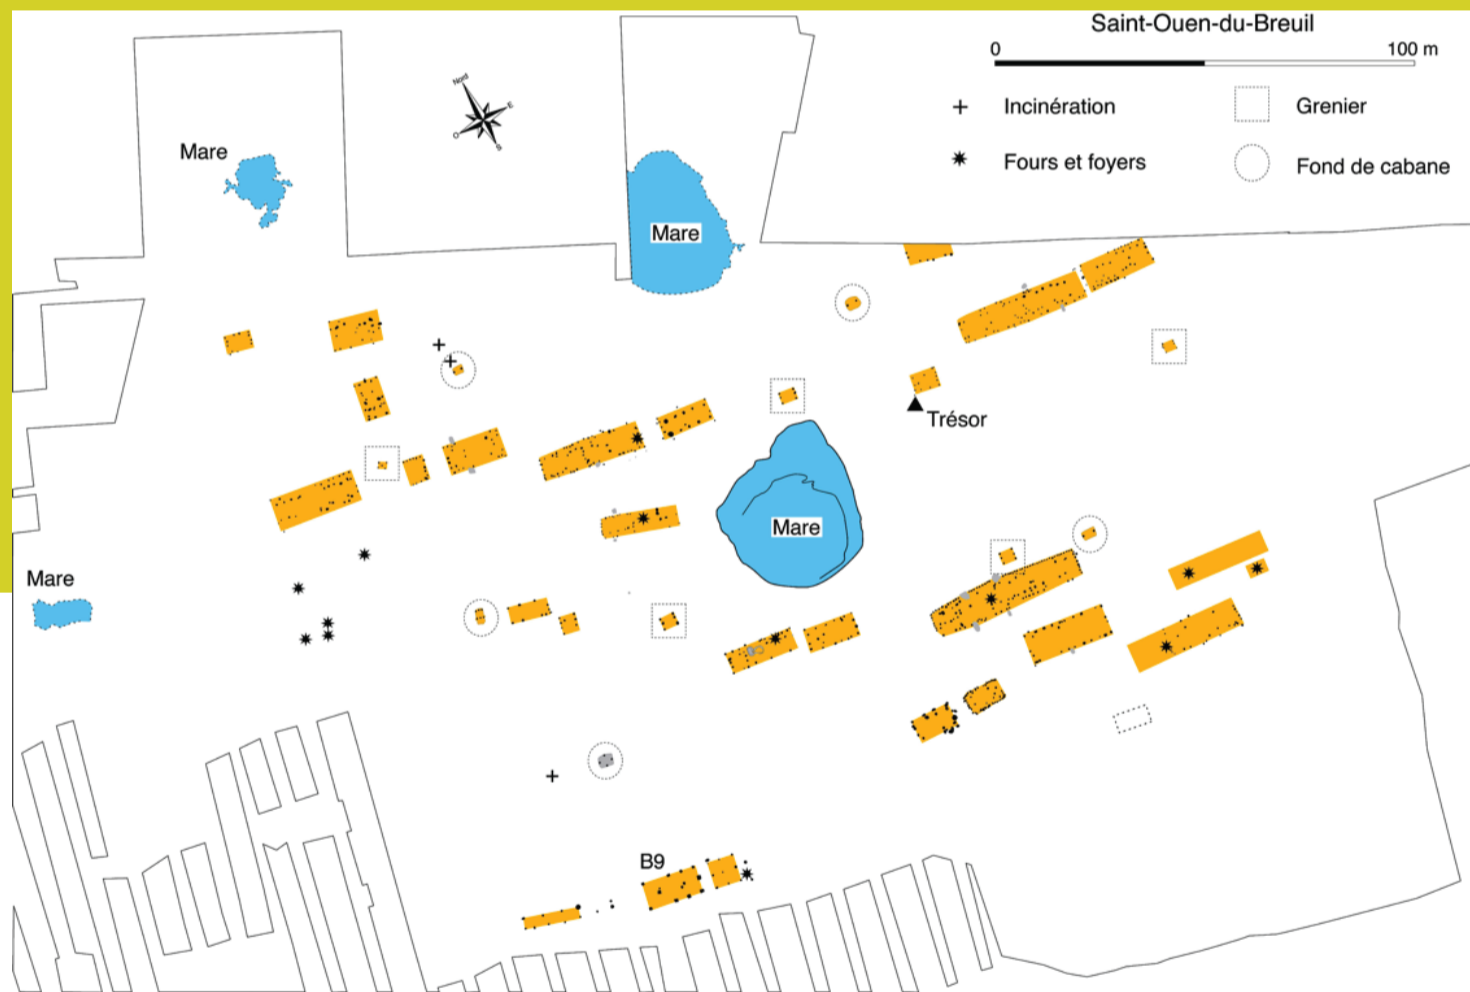 Saint-Ouen-du-Breuil
0 100 m
Incinération
Grenier
Fours et foyers
Fond de cabane
Nord
E
O
S
Mare
Mare
Trésor
Mare
Mare
B9